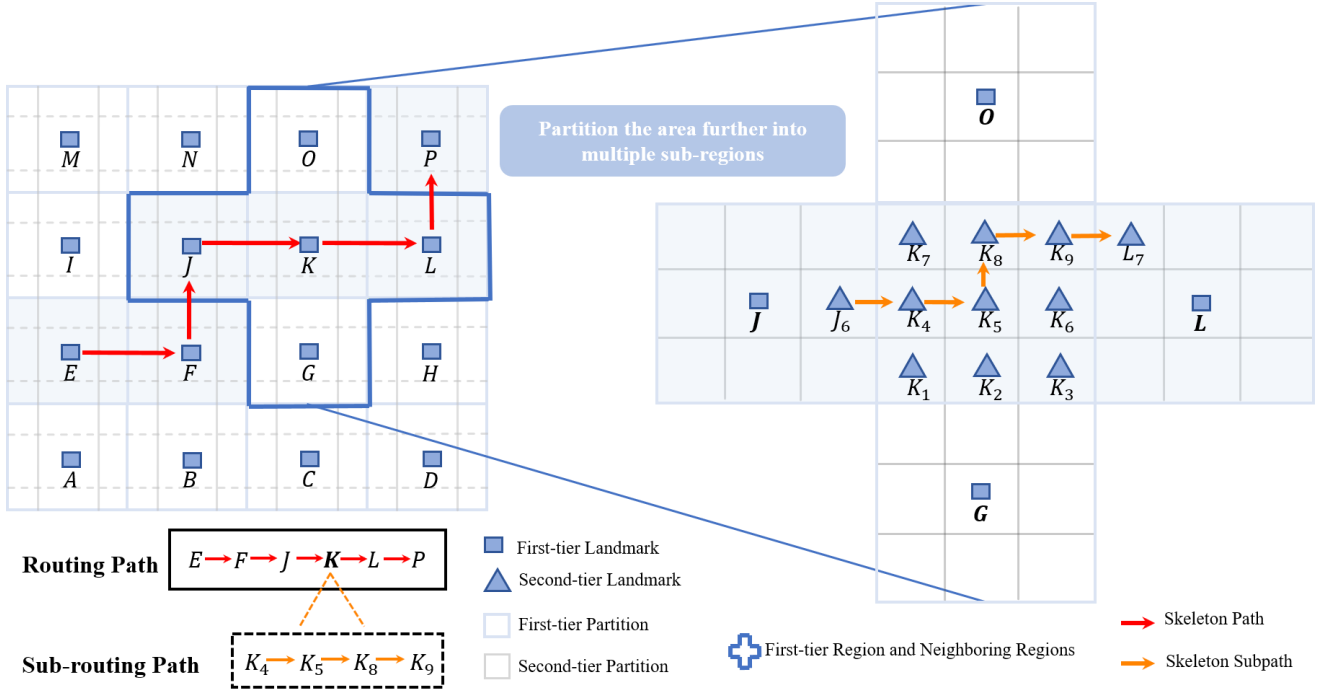 Partition the area further into
multiple sub-regions
M N O P
I J K L
E F G H
A B C D
O
K7 K8 K9 L7
J J6 K4 K5 K6 L
K1 K2 K3
G
Routing Path
E F J K L P
Sub-routing Path
K4 K5 K8 K9
First-tier Landmark
Second-tier Landmark
First-tier Partition
Second-tier Partition
First-tier Region and Neighboring Regions
Skeleton Path
Skeleton Subpath